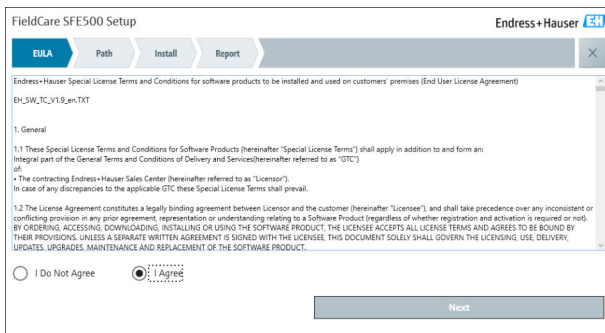 FieldCare SFE500 Setup
Endress+Hauser EH
EULA
Path
Install
Report
Endress+Hauser Special License Terms and Conditions for software products to be installed and used on customers' premises (End User License Agreement)
EH_SW_TC_V1.9_en.TXT
1. General
1.1 These Special License Terms and Conditions for Software Products (hereinafter "Special License Terms") shall apply in addition to and form an:
Integral part of the General Terms and Conditions of Delivery and Services(hereinafter referred to as "GTC")
of:
• The contracting Endress+Hauser Sales Center (hereinafter referred to as "Licensor").
In case of any discrepancies to the applicable GTC these Special License Terms shall prevail.
1.2 The License Agreement constitutes a legally binding agreement between Licensor and the customer (hereinafter "Licensee"), and shall take precedence over any inconsistent or
conflicting provision in any prior agreement, representation or understanding relating to a Software Product (regardless of whether registration and activation is required or not).
BY ORDERING, ACCESSING, DOWNLOADING, INSTALLING OR USING THE SOFTWARE PRODUCT, THE LICENSEE ACCEPTS ALL LICENSE TERMS AND AGREES TO BE BOUND BY
THEIR PROVISIONS. UNLESS A SEPARATE WRITTEN AGREEMENT IS SIGNED WITH THE LICENSEE, THIS DOCUMENT SOLELY SHALL GOVERN THE LICENSING, USE, DELIVERY,
UPDATES, UPGRADES, MAINTENANCE AND REPLACEMENT OF THE SOFTWARE PRODUCT.
I Do Not Agree
I Agree
Next